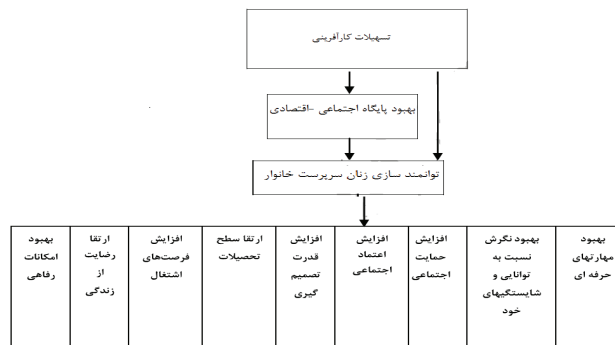 تسهیلات کارآفرینی
بهبود پایگاه اجتماعی -اقتصادی
توانمند سازی زنان سرپرست خانوار
بهبود
مهارتهای
حرفه ای
بهبود نگرش
نسبت به
توانایی و
شایستگیهای
خود
افزایش
حمایت
اجتماعی
افزایش
اعتماد
اجتماعی
افزایش
قدرت
تصمیم
گیری
ارتقا سطح
تحصیلات
افزایش
فرصت‌های
اشتغال
ارتقا
رضایت
از
زندگی
بهبود
امکانات
رفاهی